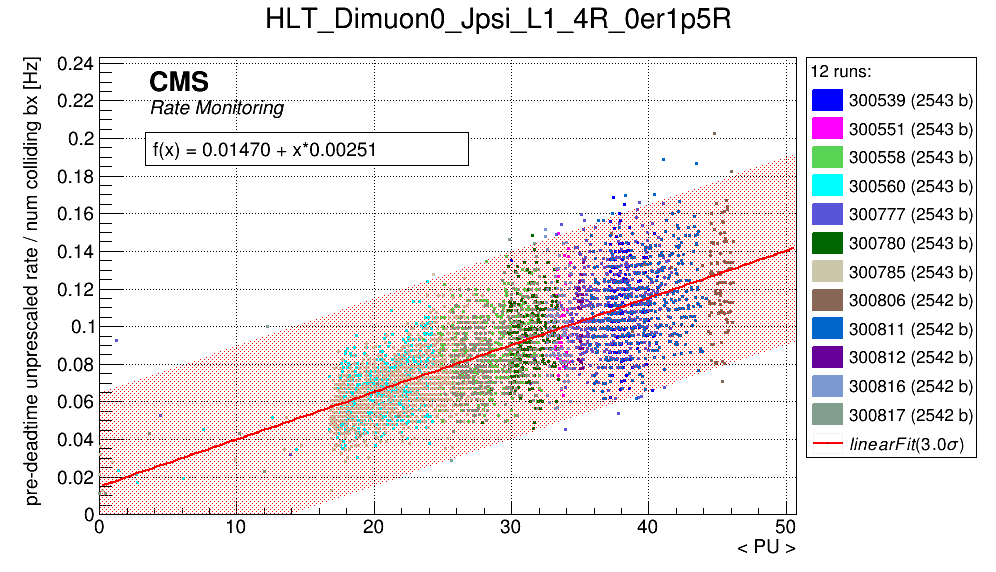 HLT_Dimuon0_Jpsi_L1_4R_0er1p5R
pre-deadtime unprescaled rate / num colliding bx [Hz]
0.24
0.22
0.2
0.18
0.16
0.14
0.12
0.1
0.08
0.06
0.04
0.02
0
CMS
Rate Monitoring
f(x) = 0.01470 + x*0.00251
0 10 20 30 40 50
< PU >
12 runs:
300539 (2543 b)
300551 (2543 b)
300558 (2543 b)
300560 (2542 b)
300777 (2543 b)
300780 (2543 b)
300785 (2543 b)
300806 (2542 b)
300811 (2542 b)
300812 (2542 b)
300816 (2542 b)
300817 (2542 b)
linearFit(3.0σ)